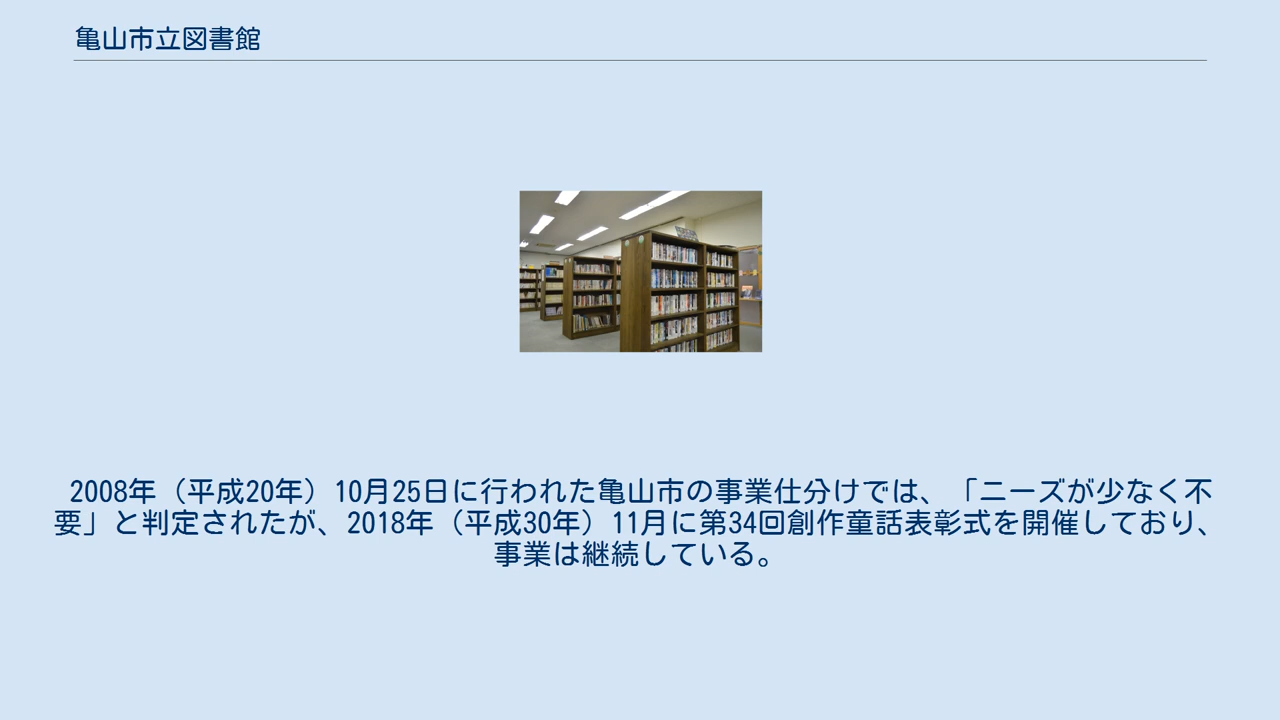 亀山市立図書館
2008年（平成20年）10月25日に行われた亀山市の事業仕分けでは、「ニーズが少なく不
要」と判定されたが、2018年（平成30年）11月に第34回創作童話表彰式を開催しており、
事業は継続している。